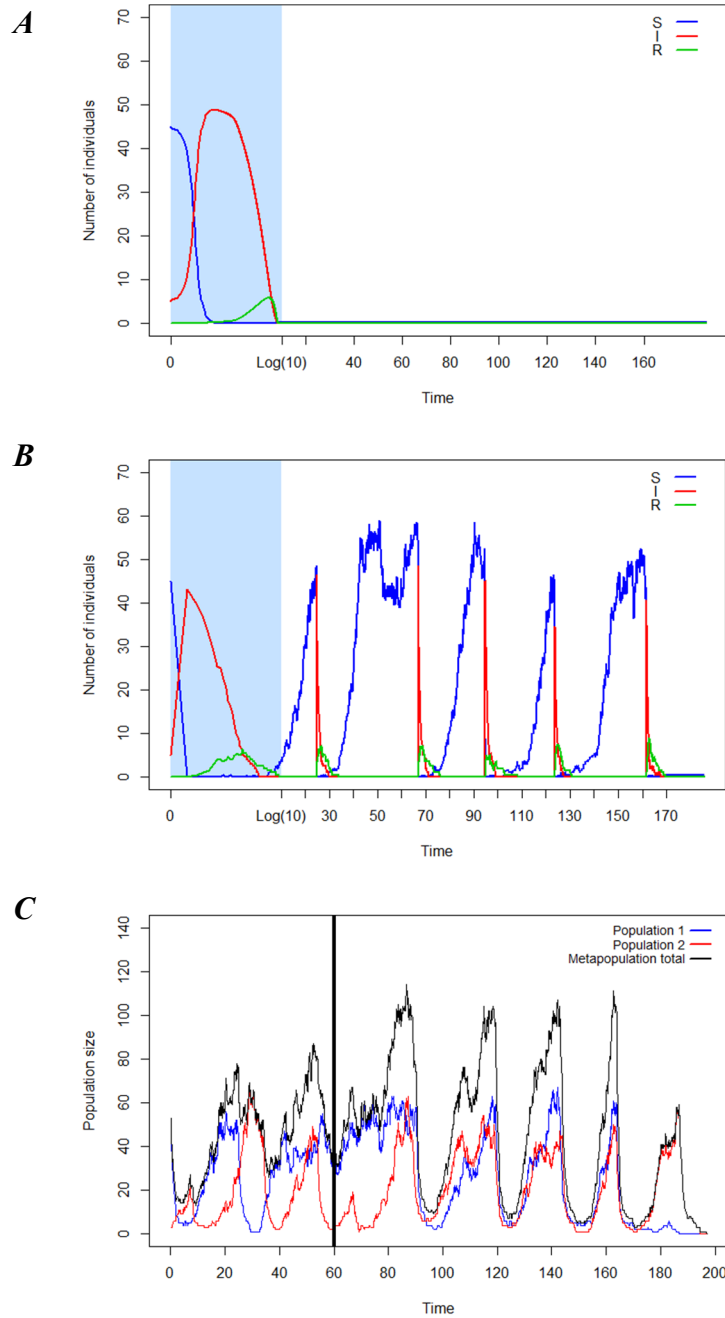 A
70
60
50
40
30
20
10
0
Number of individuals
S
I
R
0 Log(10) 40 60 80 100 120 140 160
Time
B
70
60
50
40
30
20
10
0
Number of individuals
S
I
R
0 Log(10) 30 50 70 90 110 130 150 170
Time
C
140
120
100
80
60
40
20
0
Population size
Population 1
Population 2
Metapopulation total
0 20 40 60 80 100 120 140 160 180 200
Time